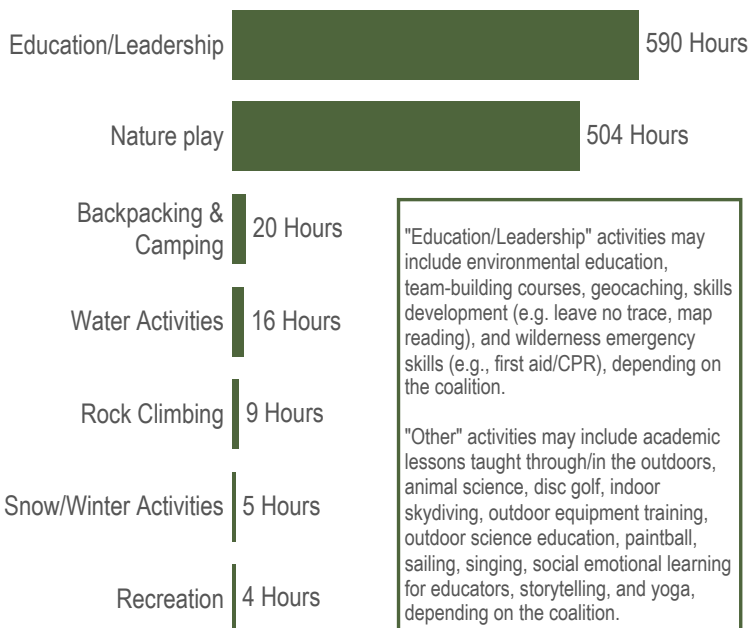 Education/Leadership
590 Hours
Nature play
504 Hours
Backpacking &
Camping
20 Hours
Water Activities
16 Hours
Rock Climbing
9 Hours
Snow/Winter Activities
5 Hours
Recreation
4 Hours
"Education/Leadership" activities may
include environmental education,
team-building courses, geocaching, skills
development (e.g. leave no trace, map
reading), and wilderness emergency
skills (e.g., first aid/CPR), depending on
the coalition.
"Other" activities may include academic
lessons taught through/in the outdoors,
animal science, disc golf, indoor
skydiving, outdoor equipment training,
outdoor science education, paintball,
sailing, singing, social emotional learning
for educators, storytelling, and yoga,
depending on the coalition.